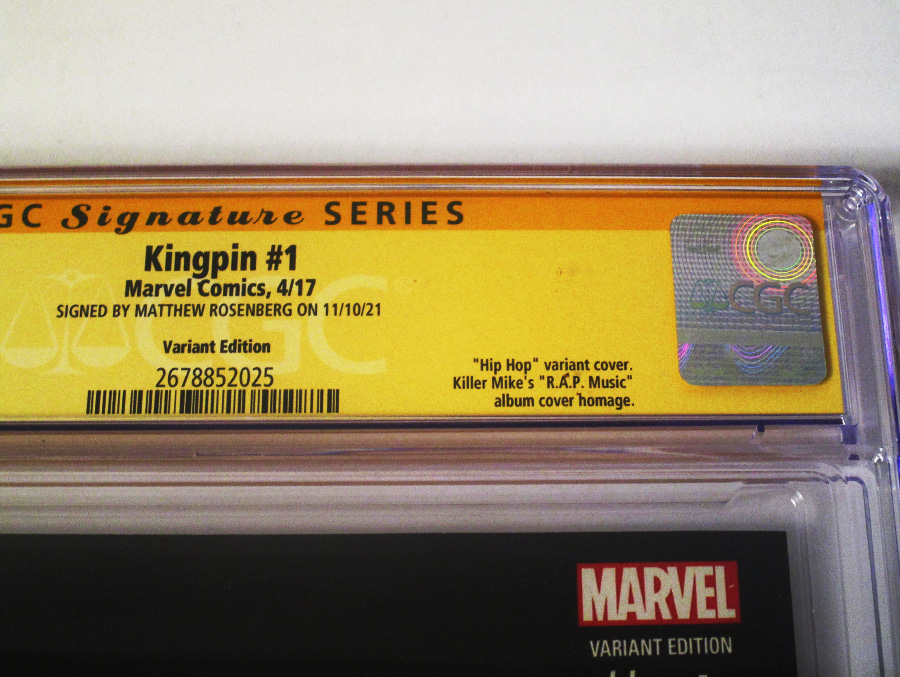 GC Signature SERIES
Kingpin #1
Marvel Comics, 4/17
SIGNED BY MATTHEW ROSENBERG ON 11/10/21
CGC
Variant Edition
2678852025
"Hip Hop" variant cover.
Killer Mike's "R.A.P. Music"
album cover homage.
CGC
MARVEL
VARIANT EDITION